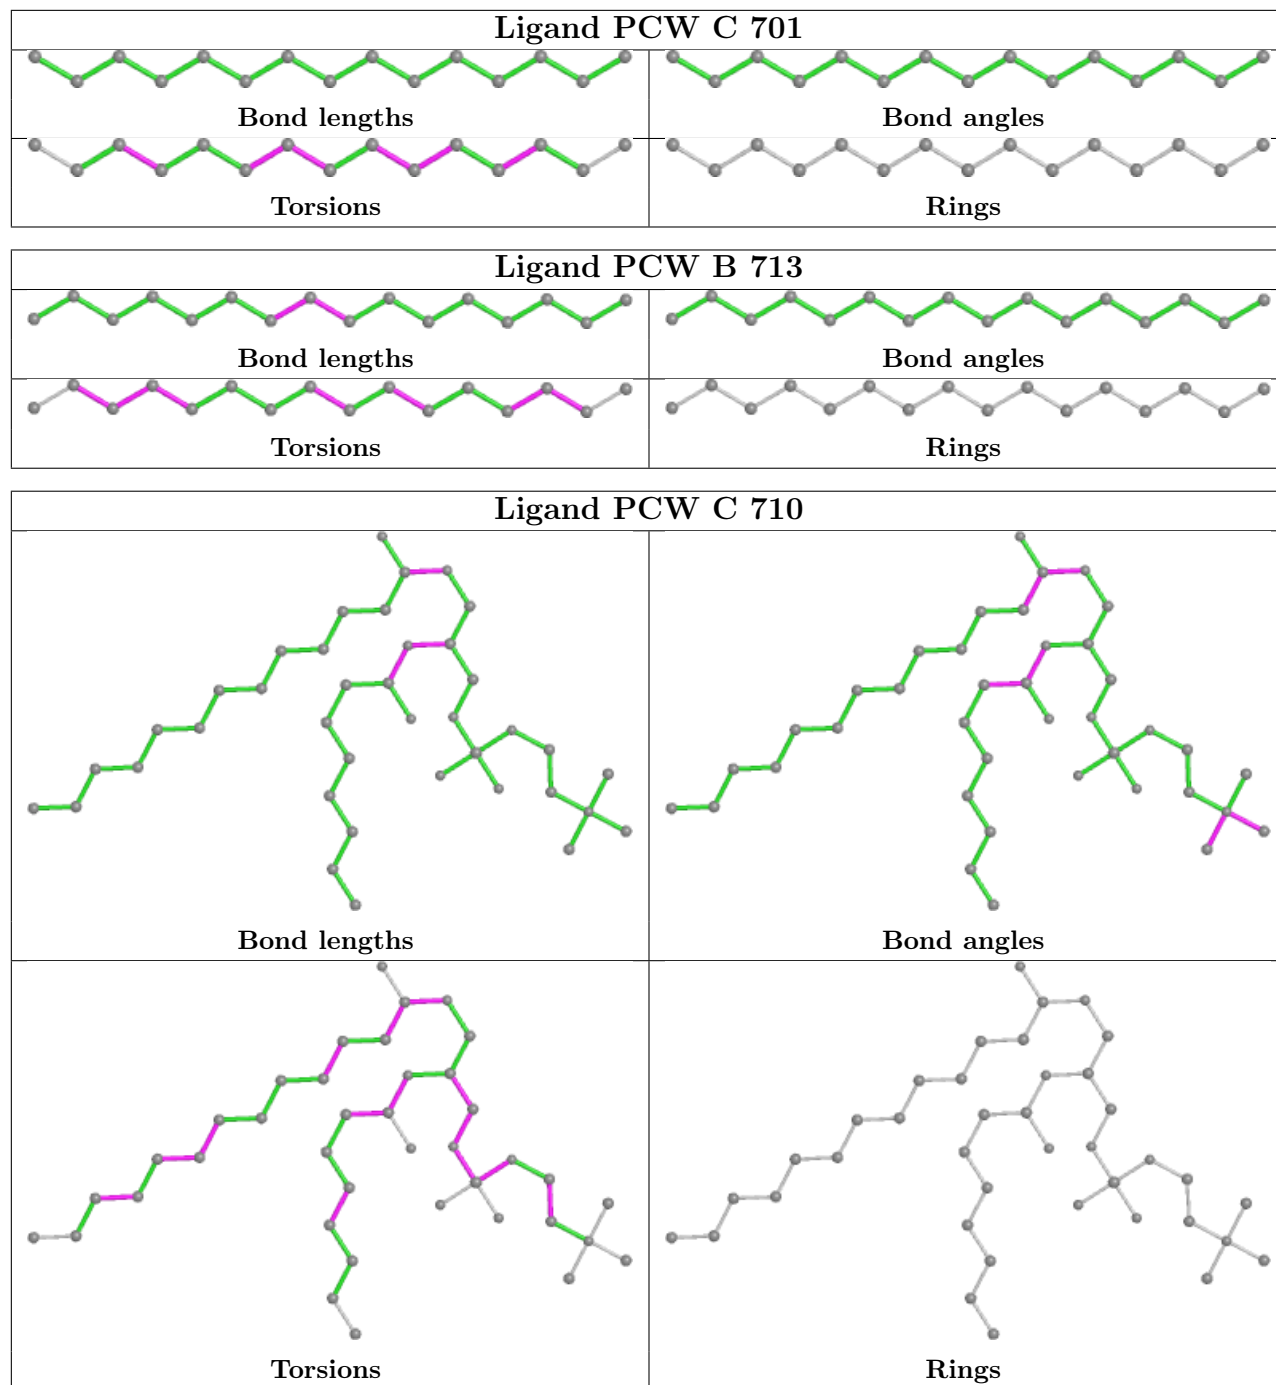 Ligand PCW C 701
Bond lengths
Bond angles
Torsions
Rings
Ligand PCW B 713
Bond lengths
Bond angles
Torsions
Rings
Ligand PCW C 710
Bond lengths
Bond angles
Torsions
Rings